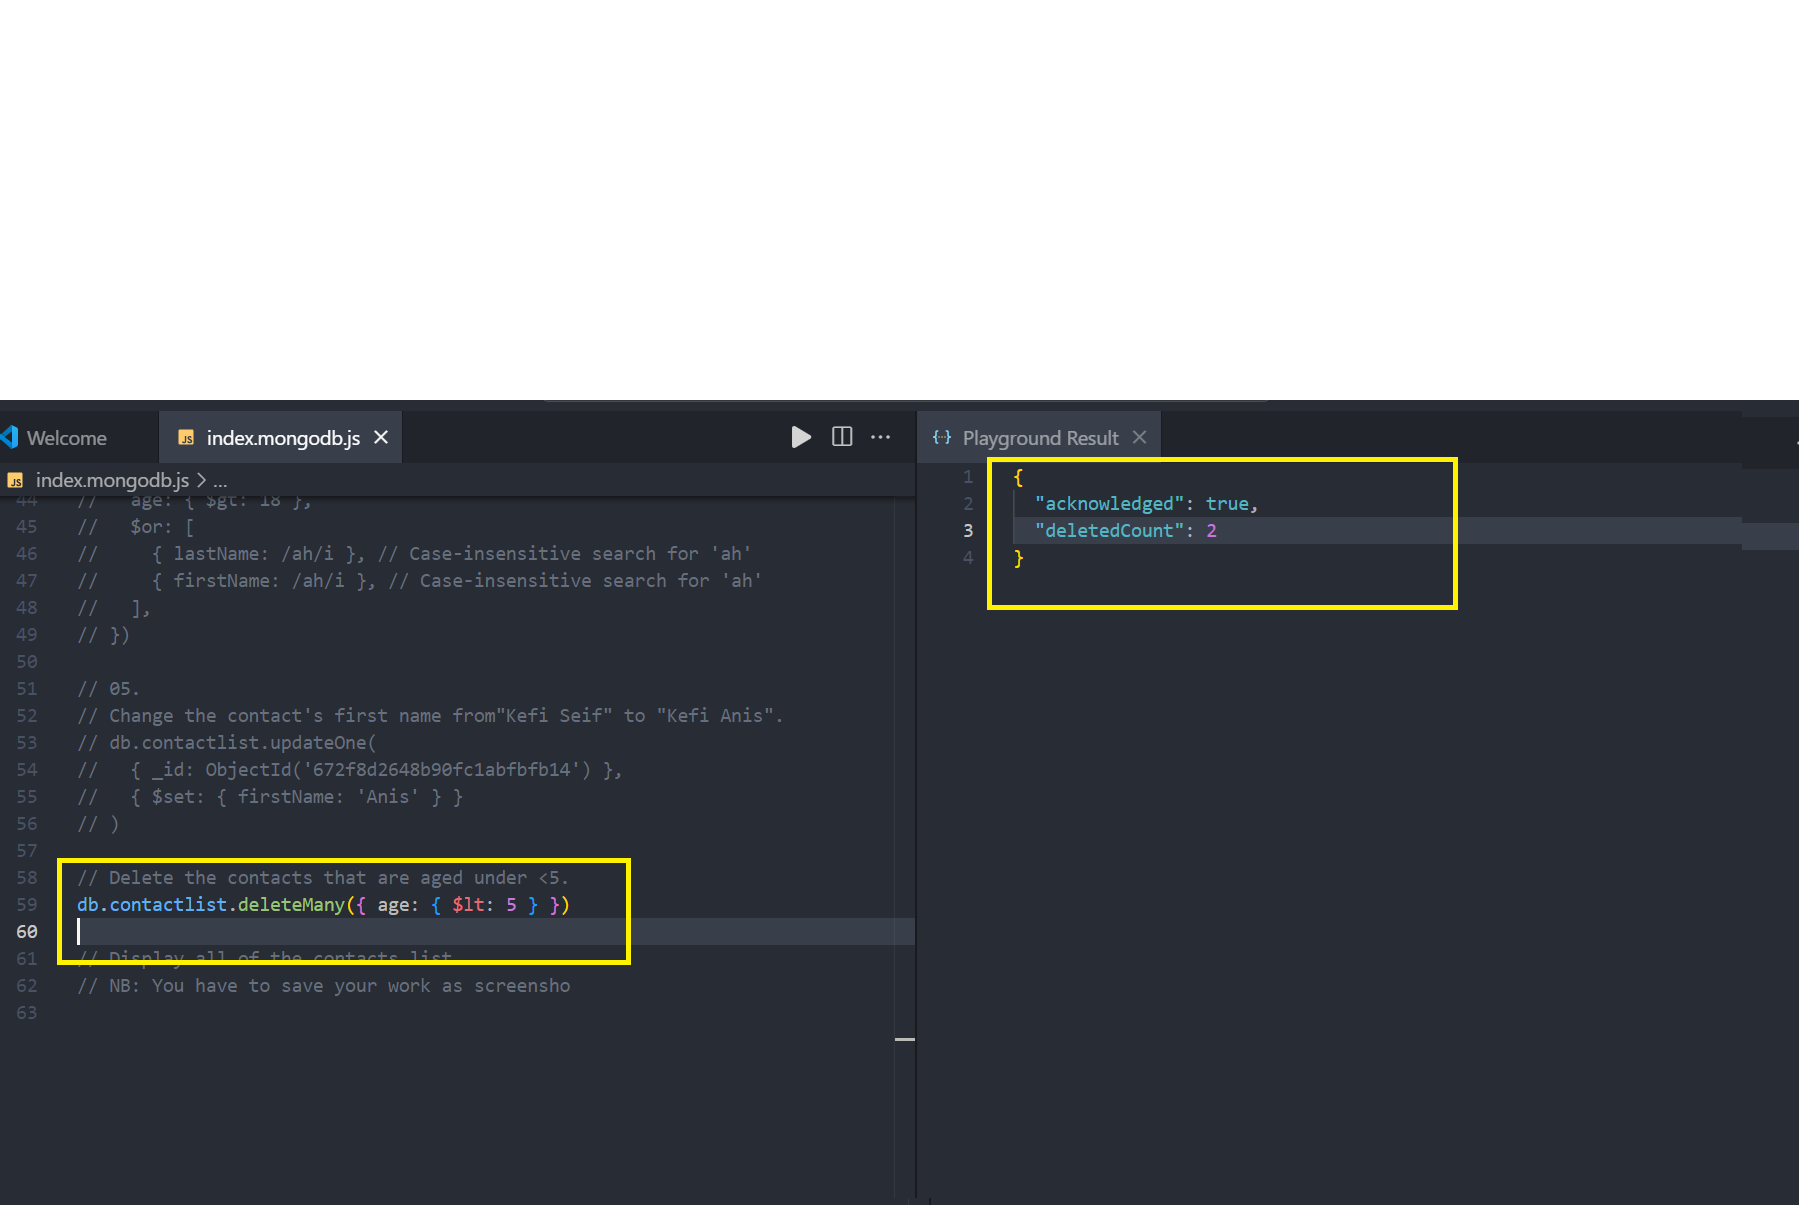 Welcome
index.mongodb.js
Playground Result
index.mongodb.js > ...
44 // age: { $gt: 18 },
45 // $or: [
46 // { lastName: /ah/i }, // Case-insensitive search for 'ah'
47 // { firstName: /ah/i }, // Case-insensitive search for 'ah'
48 // ],
49 // })
50
51 // 05.
52 // Change the contact's first name from"Kefi Seif" to "Kefi Anis".
53 // db.contactlist.updateOne(
54 // { _id: ObjectId('672f8d2648b90fc1abfbfb14') },
55 // { $set: { firstName: 'Anis' } }
56 // )
57
58 // Delete the contacts that are aged under <5.
59 db.contactlist.deleteMany({ age: { $lt: 5 } })
60
61 // Display all of the contacts list
62 // NB: You have to save your work as screensho
63
1 {
2 "acknowledged": true,
3 "deletedCount": 2
4 }